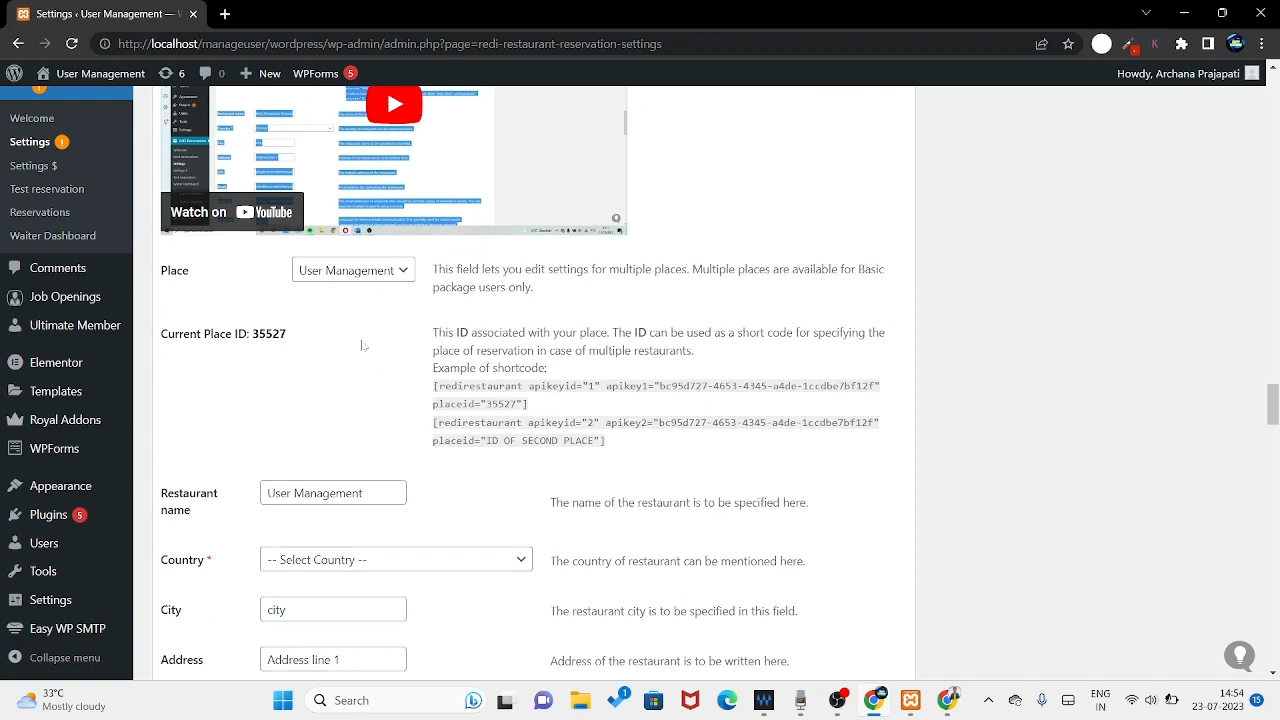 Settings ‹ User Management — W
http://localhost/manageuser/wordpress/wp-admin/admin.php?page=redi-restaurant-reservation-settings
User Management 6 0 New WPForms 5
!
Settings !
Settings $
Comments
Job Openings
Ultimate Member
Elementor
Templates
Royal Addons
WPForms
Appearance
Plugins 5
Users
Tools
Settings
Easy WP SMTP
Collapse menu
Watch on YouTube
Place
User Management
This field lets you edit settings for multiple places. Multiple places are available for Basic
package users only.
Current Place ID: 35527
This ID associated with your place. The ID can be used as a short code for specifying the
place of reservation in case of multiple restaurants.
Example of shortcode:
[redirestaurant apikeyid="1" apikey1="bc95d727-4653-4345-a4de-1ccdbe7bf12f"
placeid="35527"]
[redirestaurant apikeyid="2" apikey2="bc95d727-4653-4345-a4de-1ccdbe7bf12f"
placeid="ID OF SECOND PLACE"]
Restaurant
name
User Management
The name of the restaurant is to be specified here.
Country *
-- Select Country --
The country of restaurant can be mentioned here.
City
city
The restaurant city is to be specified in this field.
Address
Address line 1
Address of the restaurant is to be written here.
33°C
Mostly cloudy
Search
1
ENG
IN
14:54
23-07-2023
15